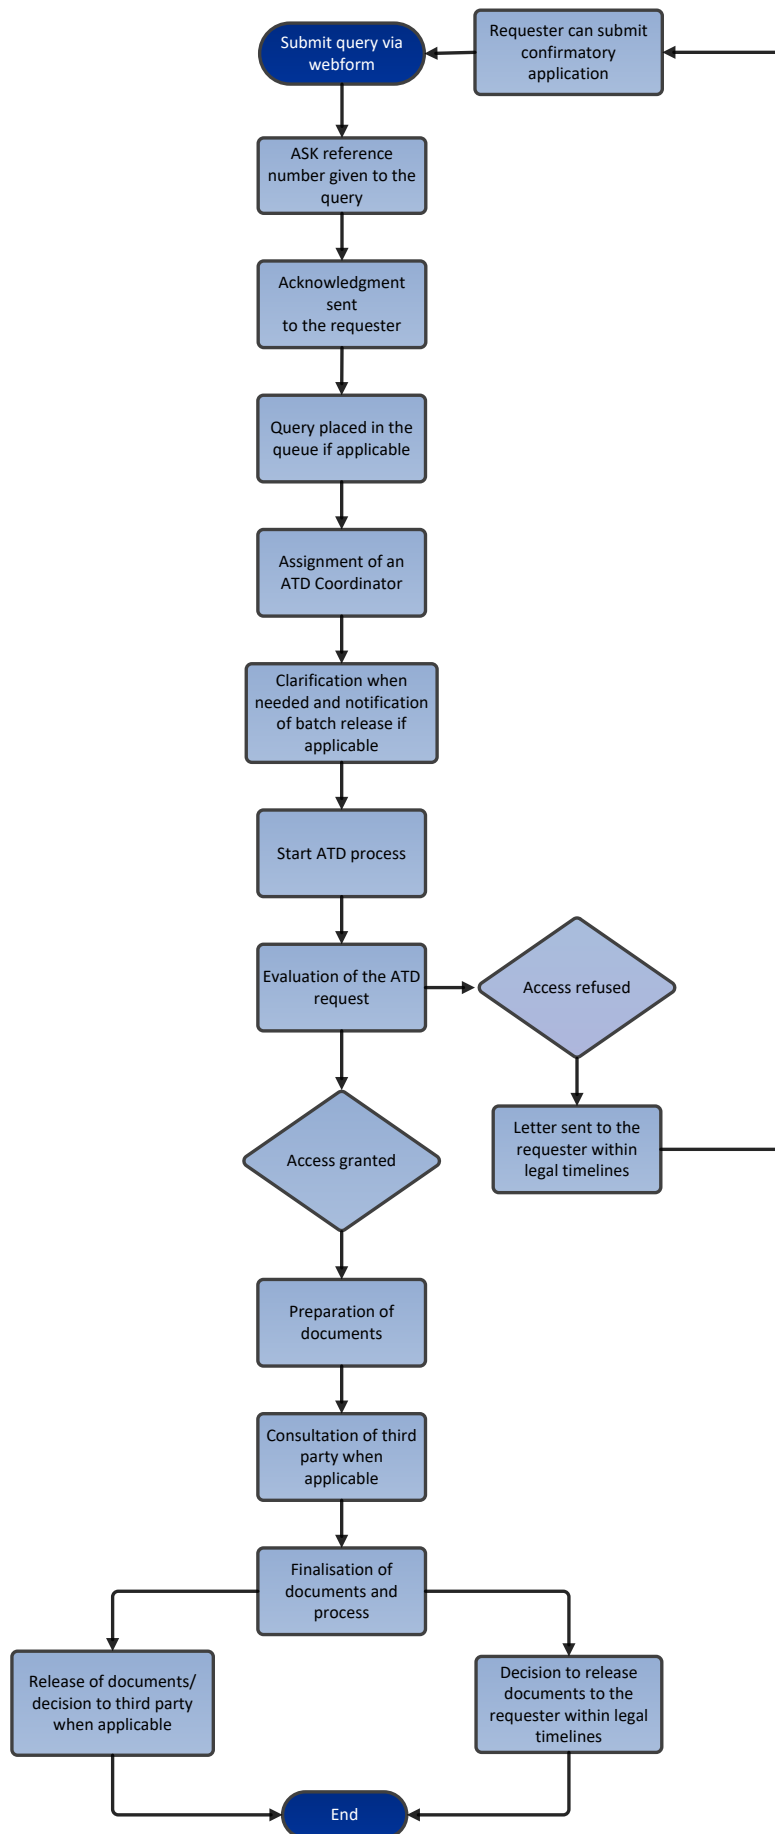 Submit query via
webform
Requester can submit
confirmatory
application
ASK reference
number given to the
query
Acknowledgment
sent
to the requester
Query placed in the
queue if applicable
Assignment of an
ATD Coordinator
Clarification when
needed and notification
of batch release if
applicable
Start ATD process
Evaluation of the ATD
request
Access refused
Letter sent to the
requester within
legal timelines
Access granted
Preparation of
documents
Consultation of third
party when
applicable
Finalisation of
documents and
process
Release of documents/
decision to third party
when applicable
Decision to release
documents to the
requester within legal
timelines
End